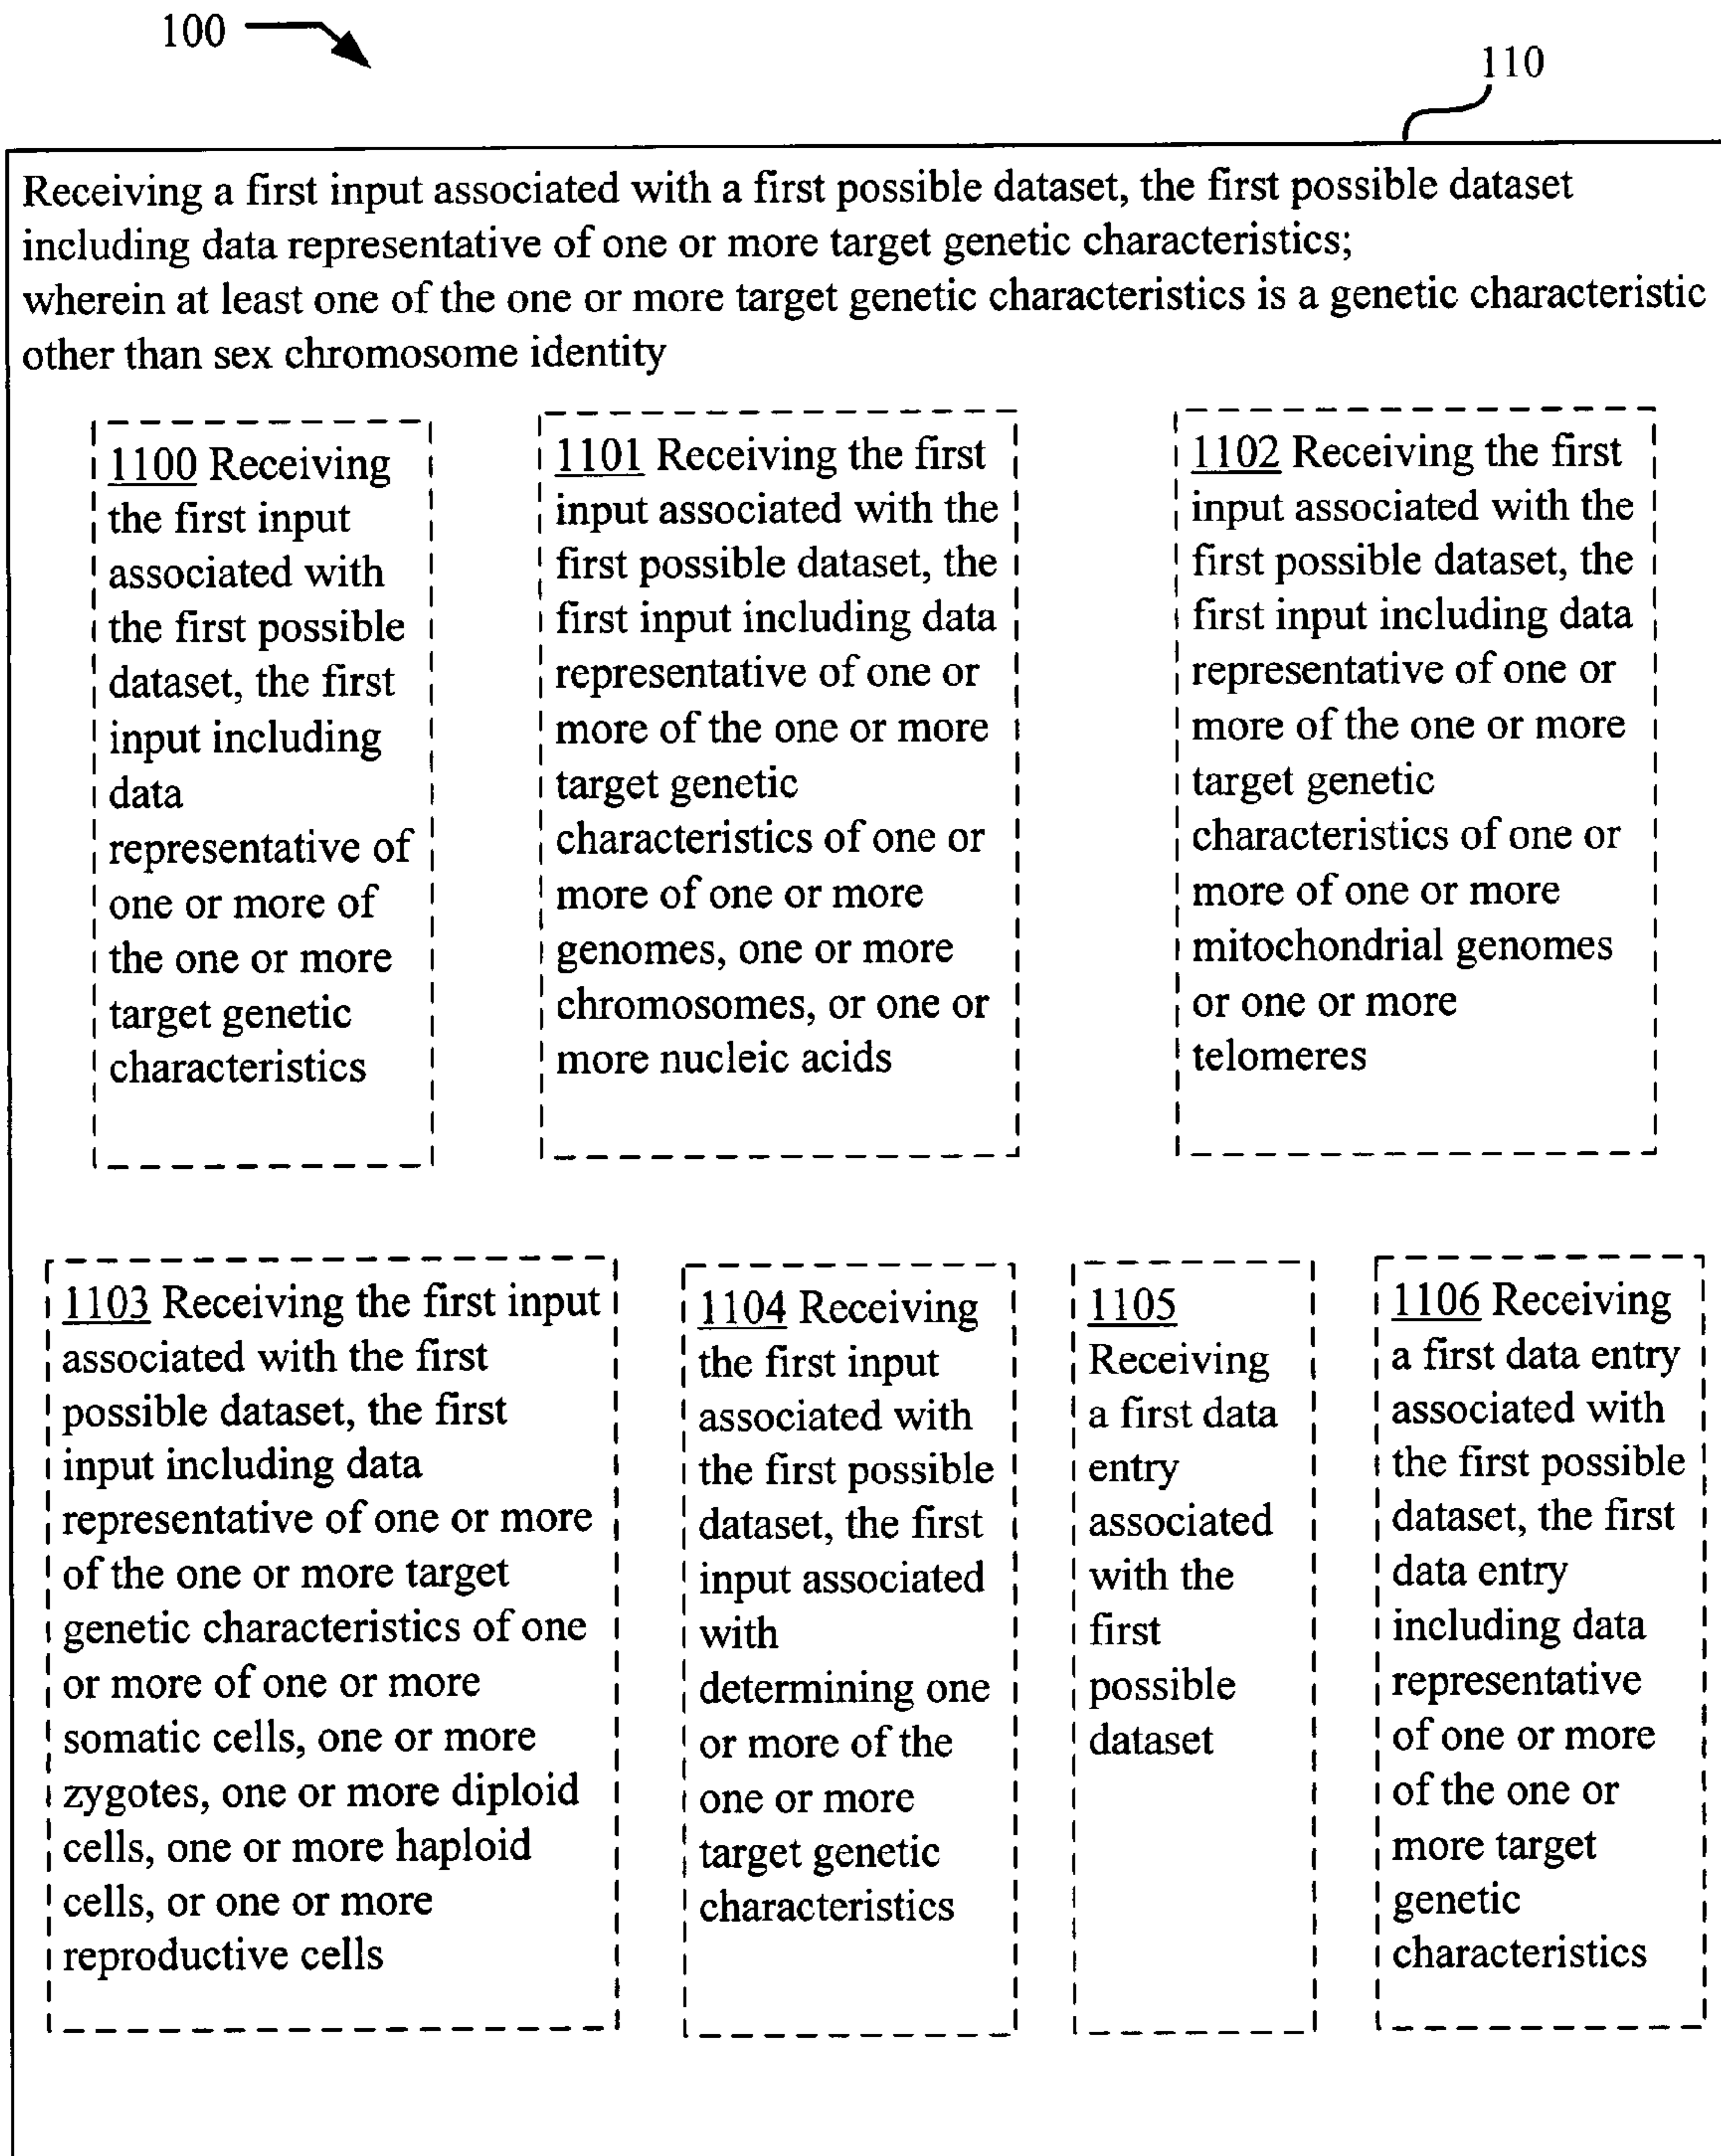 100
110
Receiving a first input associated with a first possible dataset, the first possible dataset
including data representative of one or more target genetic characteristics;
wherein at least one of the one or more target genetic characteristics is a genetic characteristic
other than sex chromosome identity
1100 Receiving
the first input
associated with
the first possible
dataset, the first
input including
data
representative of
one or more of
the one or more
target genetic
characteristics
1101 Receiving the first
input associated with the
first possible dataset, the
first input including data
representative of one or
more of the one or more
target genetic
characteristics of one or
more of one or more
genomes, one or more
chromosomes, or one or
more nucleic acids
1102 Receiving the first
input associated with the
first possible dataset, the
first input including data
representative of one or
more of the one or more
target genetic
characteristics of one or
more of one or more
mitochondrial genomes
or one or more
telomeres
1103 Receiving the first input
associated with the first
possible dataset, the first
input including data
representative of one or more
of the one or more target
genetic characteristics of one
or more of one or more
somatic cells, one or more
zygotes, one or more diploid
cells, one or more haploid
cells, or one or more
reproductive cells
1104 Receiving
the first input
associated with
the first possible
dataset, the first
input associated
with
determining one
or more of the
one or more
target genetic
characteristics
1105
Receiving
a first data
entry
associated
with the
first
possible
dataset
1106 Receiving
a first data entry
associated with
the first possible
dataset, the first
data entry
including data
representative
of one or more
of the one or
more target
genetic
characteristics